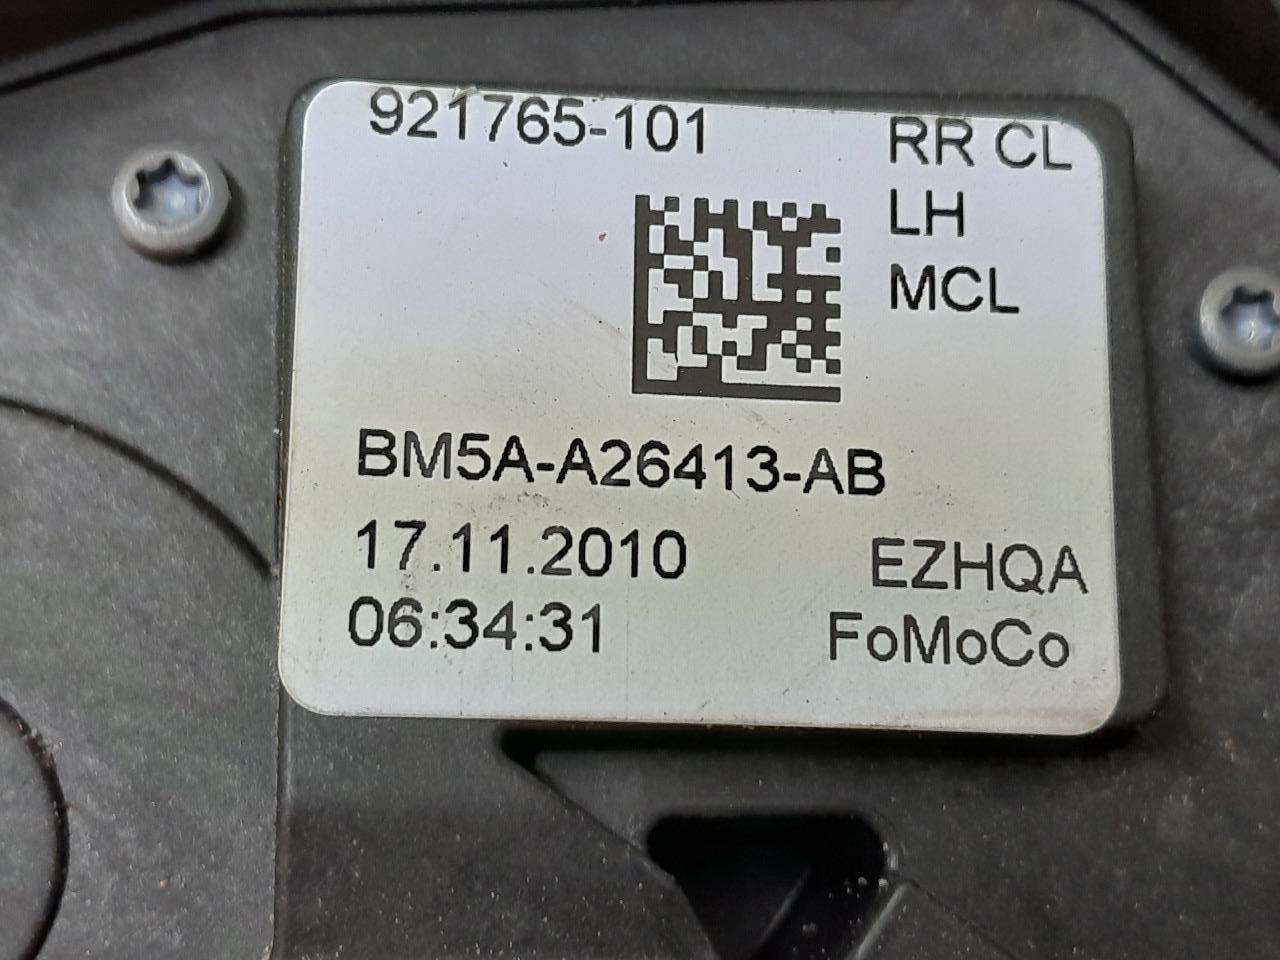 921765-101
RR CL
LH
MCL
BM5A-A26413-AB
17.11.2010
EZHQA
06:34:31
FoMoCo